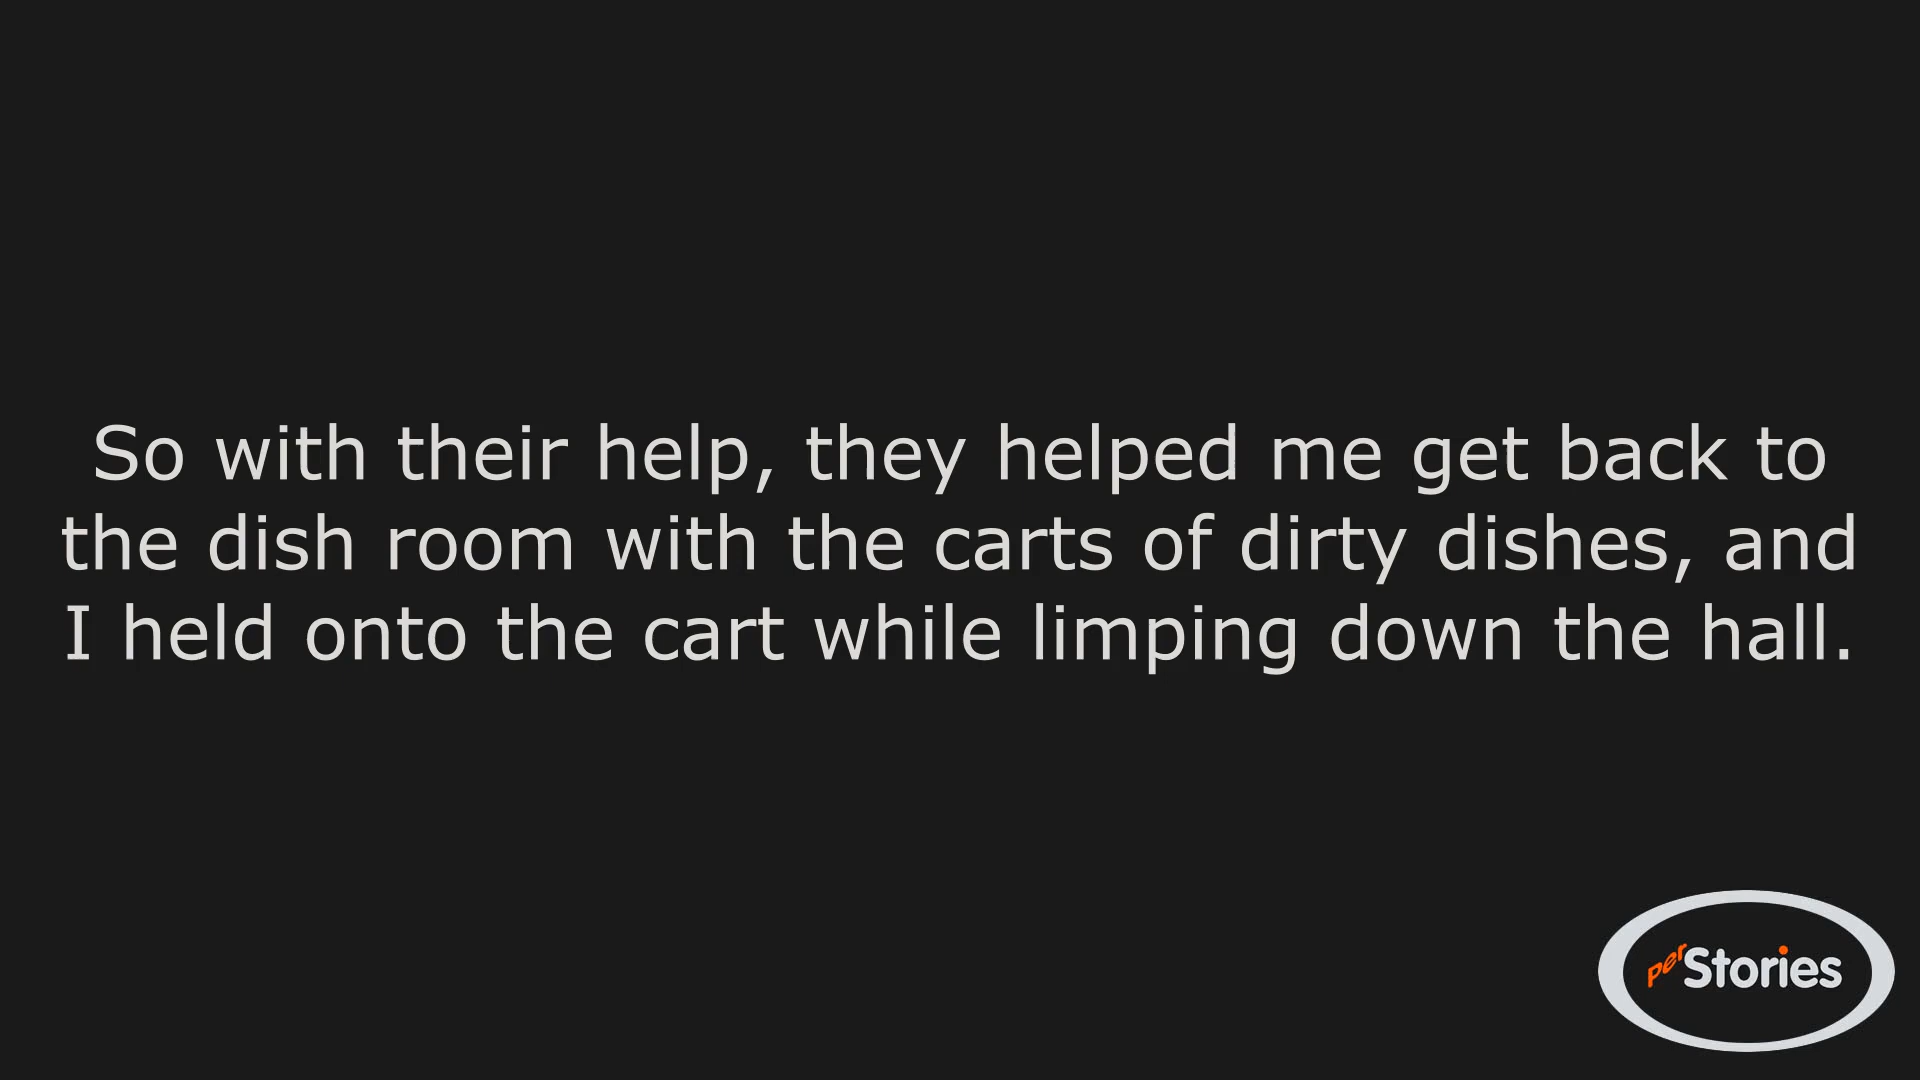 So with their help, they helped me get back to
the dish room with the carts of dirty dishes, and
I held onto the cart while limping down the hall.
perStories